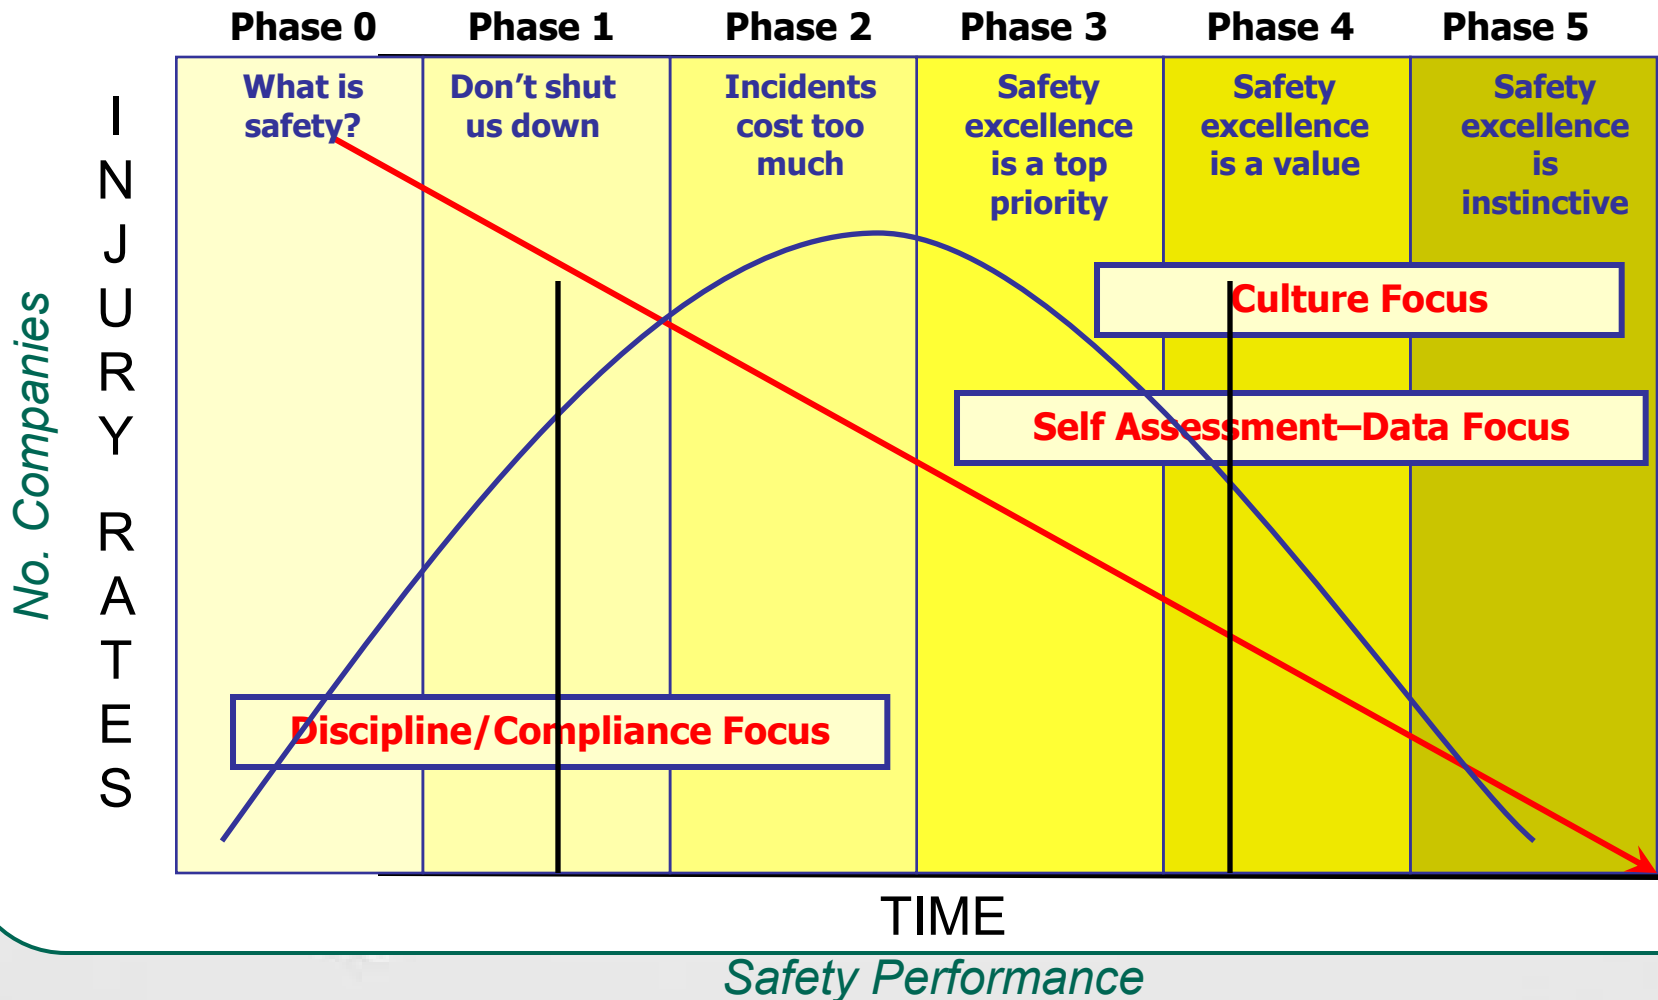 Phase 0
Phase 1
Phase 2
Phase 3
Phase 4
Phase 5
What is
safety?
Don’t shut
us down
Incidents
cost too
much
Safety
excellence
is a top
priority
Safety
excellence
is a value
Safety
excellence
is
instinctive
No. Companies
INJURY RATES
Culture Focus
Self Assessment–Data Focus
Discipline/Compliance Focus
TIME
Safety Performance